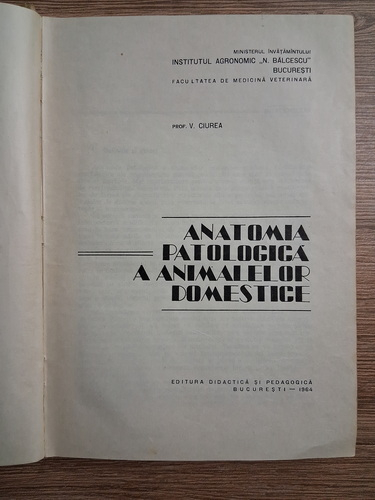 MINISTERUL ÎNVĂȚĂMÎNTULUI
INSTITUTUL AGRONOMIC „N. BĂLCESCU”
BUCUREȘTI
FACULTATEA DE MEDICINĂ VETERINARĂ
PROF. V. CIUREA
ANATOMIA
PATOLOGICĂ
A ANIMALELOR
DOMESTICE
EDITURA DIDACTICĂ ȘI PEDAGOGICĂ
BUCUREȘTI — 1964